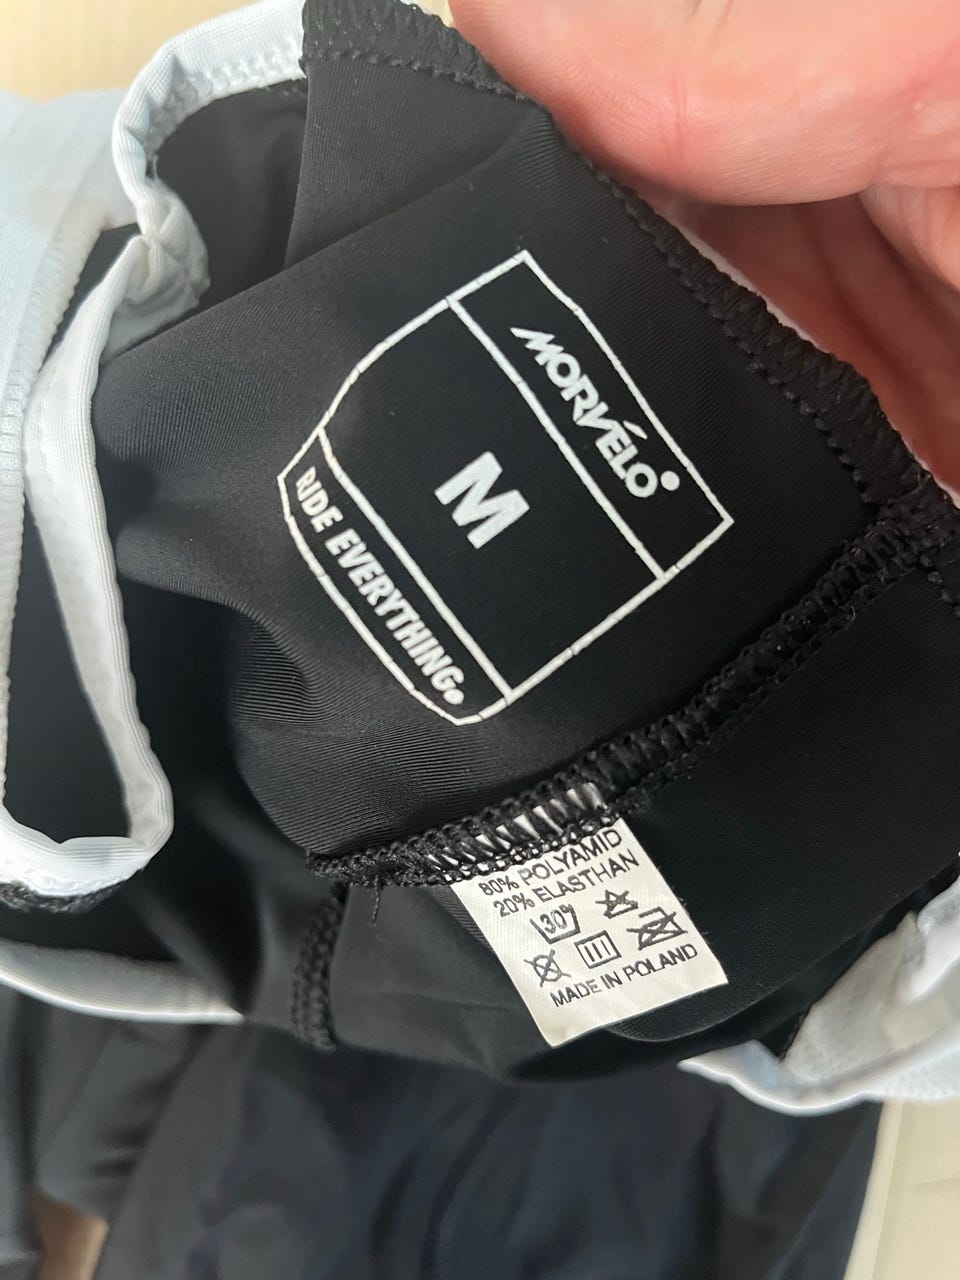 MORVÉLO
M
RIDE EVERYTHING.
80% POLYAMID
20% ELASTHAN
30°
MADE IN POLAND